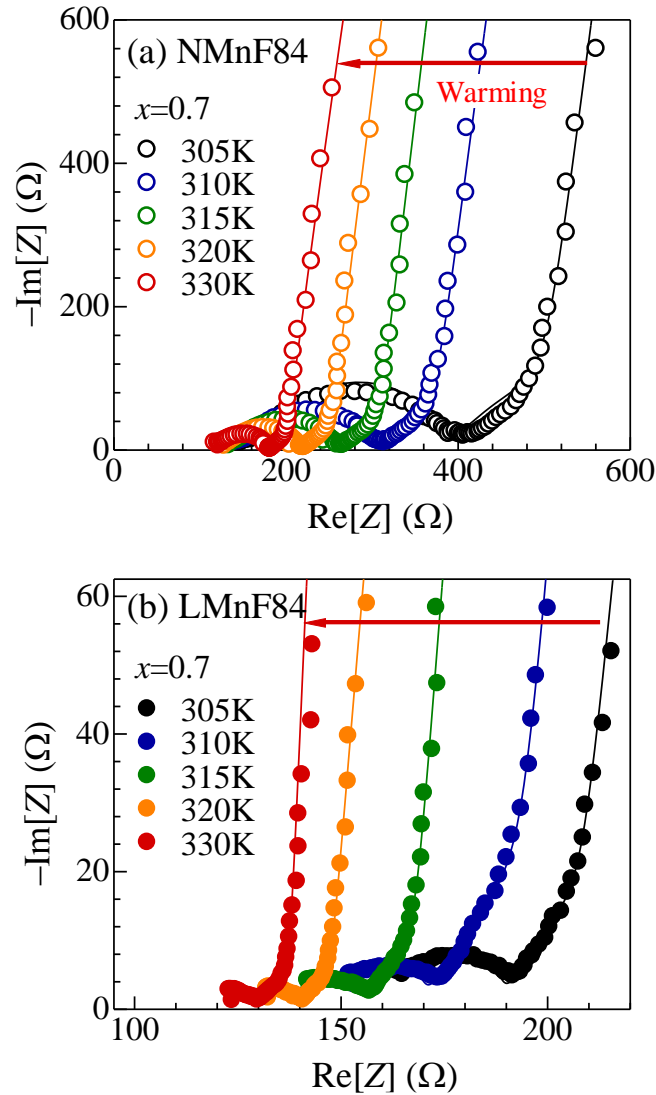 600
(a) NMnF84
Warming
x=0.7
305K
310K
315K
320K
330K
400
200
0
−Im[Z] (Ω)
0 200 400 600
Re[Z] (Ω)
60
(b) LMnF84
x=0.7
305K
310K
315K
320K
330K
40
20
0
−Im[Z] (Ω)
100 150 200
Re[Z] (Ω)